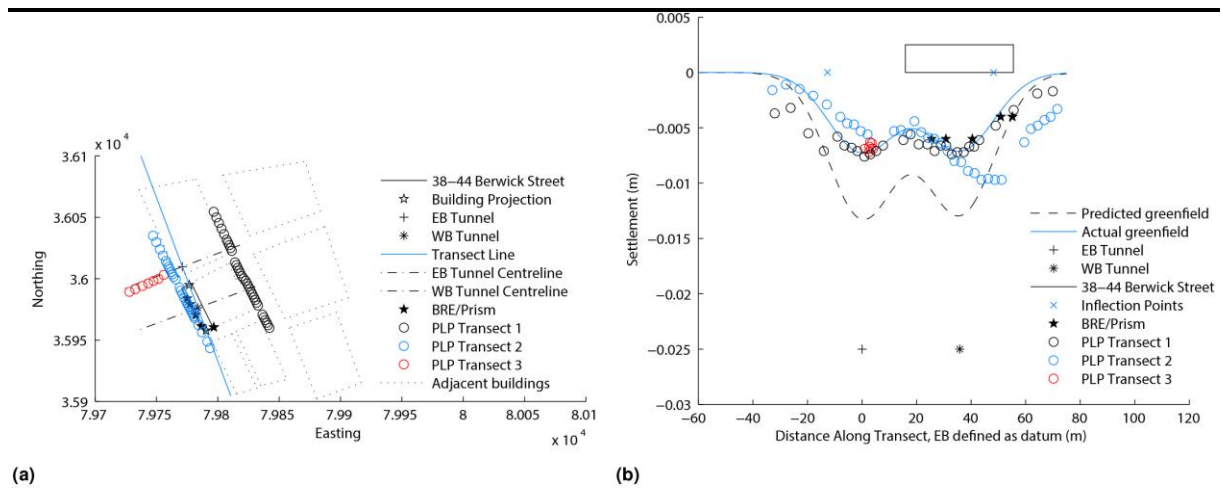 x 10⁴
3.61
3.605
3.6
3.595
3.59
Northing
7.97
7.975
7.98
7.985
7.99
7.995
8
8.005
8.01
x 10⁴
Easting
38−44 Berwick Street
Building Projection
EB Tunnel
WB Tunnel
Transect Line
EB Tunnel Centreline
WB Tunnel Centreline
BRE/Prism
PLP Transect 1
PLP Transect 2
PLP Transect 3
Adjacent buildings
(a)
0.005
0
−0.005
−0.01
−0.015
−0.02
−0.025
−0.03
Settlement (m)
−60
−40
−20
0
20
40
60
80
100
120
Distance Along Transect, EB defined as datum (m)
Predicted greenfield
Actual greenfield
EB Tunnel
WB Tunnel
38−44 Berwick Street
Inflection Points
BRE/Prism
PLP Transect 1
PLP Transect 2
PLP Transect 3
(b)